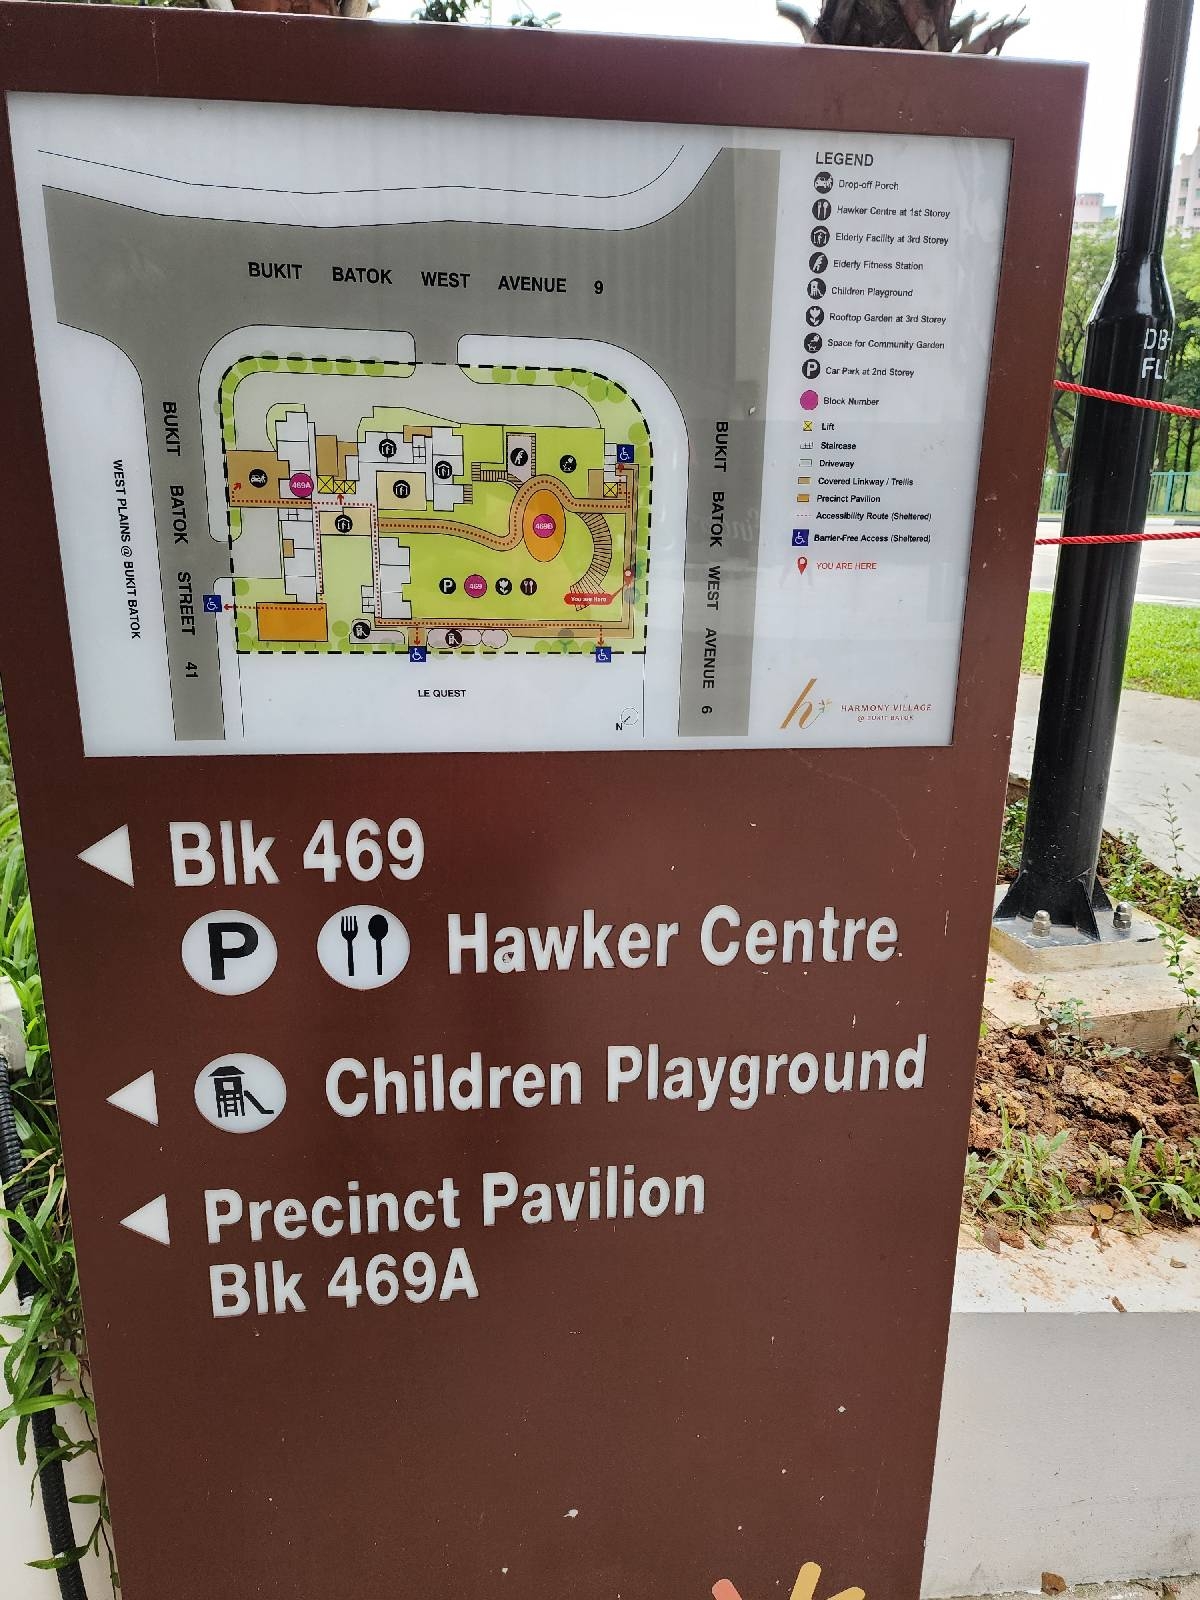 LEGEND
Drop-off Porch
Hawker Centre at 1st Storey
Elderly Facility at 3rd Storey
Elderly Fitness Station
Children Playground
Rooftop Garden at 3rd Storey
Space for Community Garden
P Car Park at 2nd Storey
Block Number
Lift
Staircase
Driveway
Covered Linkway / Trellis
Precinct Pavilion
Accessibility Route (Sheltered)
Barrier-Free Access (Sheltered)
YOU ARE HERE
BUKIT BATOK WEST AVENUE 9
WEST PLAINS @ BUKIT BATOK
BUKIT BATOK STREET 41
BUKIT BATOK WEST AVENUE 6
469A
469B
P 469
You are Here
LE QUEST
N
h HARMONY VILLAGE
@ BUKIT BATOK
Blk 469
P Hawker Centre
Children Playground
Precinct Pavilion
Blk 469A